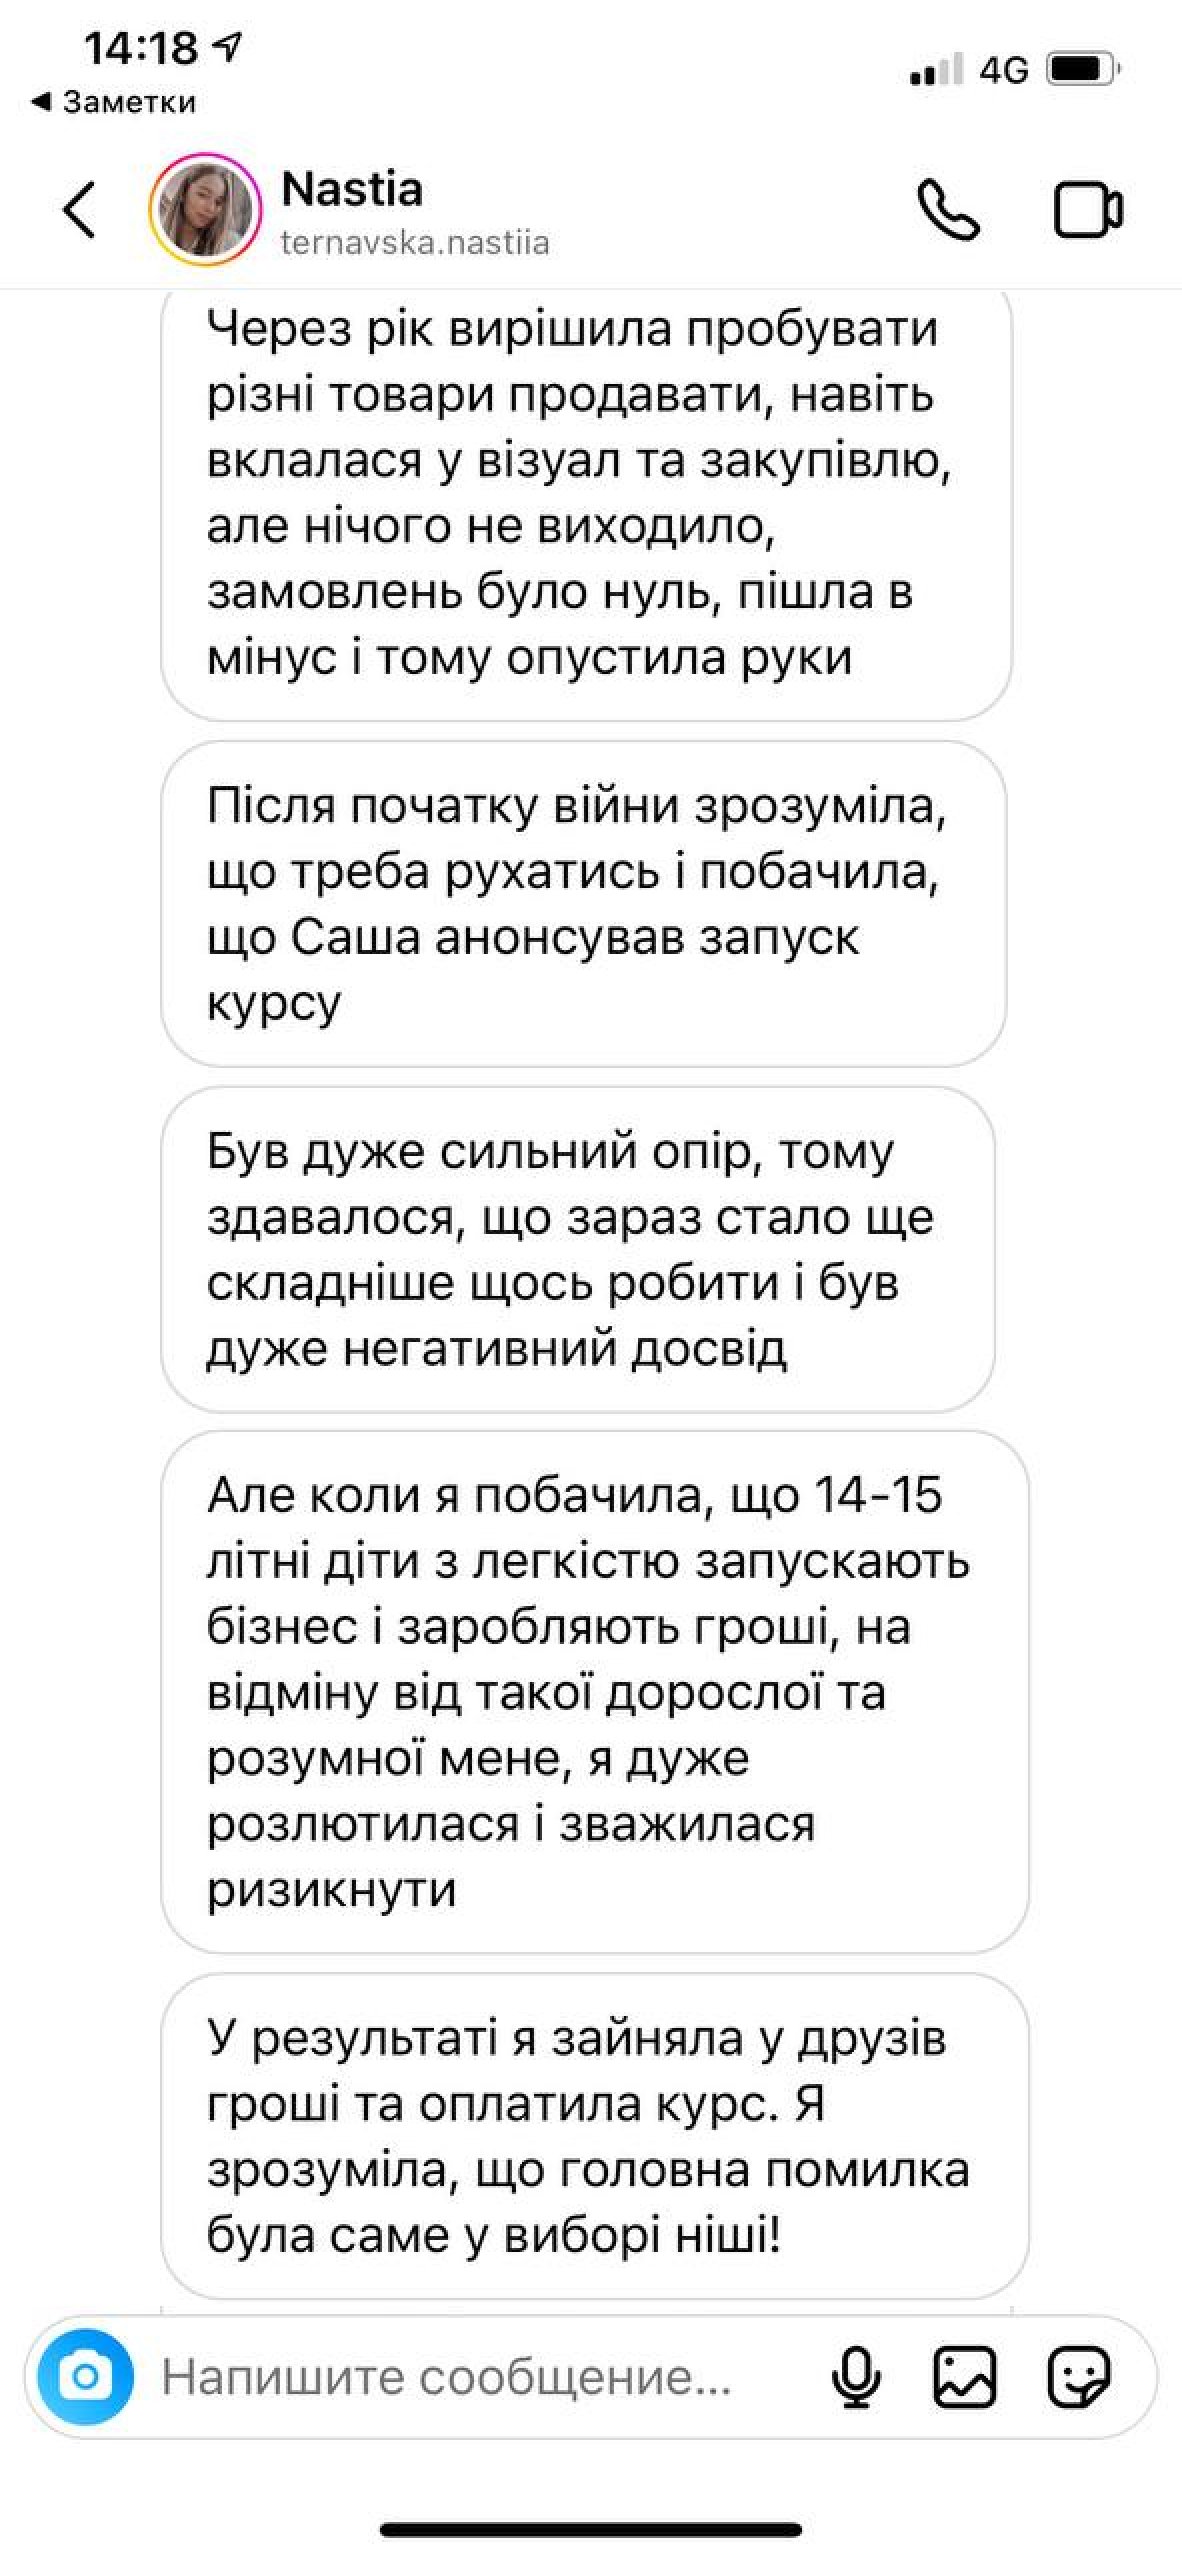 14:18
◀ Заметки
4G
Nastia
ternavska.nastiia
Через рік вирішила пробувати
різні товари продавати, навіть
вклалася у візуал та закупівлю,
але нічого не виходило,
замовлень було нуль, пішла в
мінус і тому опустила руки
Після початку війни зрозуміла,
що треба рухатись і побачила,
що Саша анонсував запуск
курсу
Був дуже сильний опір, тому
здавалося, що зараз стало ще
складніше щось робити і був
дуже негативний досвід
Але коли я побачила, що 14-15
літні діти з легкістю запускають
бізнес і заробляють гроші, на
відміну від такої дорослої та
розумної мене, я дуже
розлютилася і зважилася
ризикнути
У результаті я зайняла у друзів
гроші та оплатила курс. Я
зрозуміла, що головна помилка
була саме у виборі ніші!
Напишите сообщение...